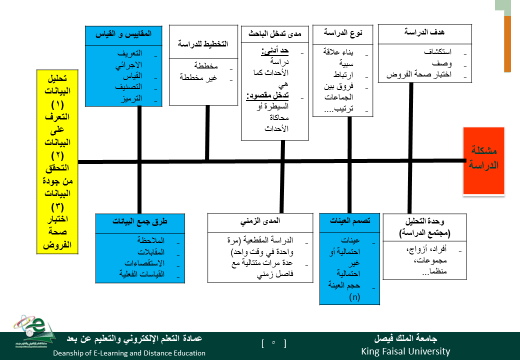 هدف الدراسة
استكشاف
وصف
اختبار صحة الفروض
نوع الدراسة
بناء علاقة
سببية
ارتباط
فروق بين
الجماعات
ترتيب....
مدى تدخل الباحث
حد أدنى:
دراسة
الأحداث كما
هي
تدخل مقصود:
السيطرة أو
محاكاة
الأحداث
التخطيط للدراسة
مخططة
غير مخططة
المقاييس و القياس
التعريف
الاجرائي
القياس
التصنيف
الترميز
تحليل
البيانات
(١)
التعرف
على
البيانات
(٢)
التحقق
من جودة
البيانات
(٣)
اختبار
صحة
الفروض
مشكلة
الدراسة
وحدة التحليل
(مجتمع الدراسة)
أفراد، أزواج،
مجموعات،
منظما...
تصمم العينات
عينات
احتمالية أو
غير
احتمالية
حجم العينة
(n)
المدى الزمني
الدراسة المقطعية (مرة
واحدة في وقت واحد)
عدة مرات متتالية مع
فاصل زمني
طرق جمع البيانات
الملاحظة
المقابلات
الاستقصاءات
القياسات الفعلية
جامعة الملك فيصل
King Faisal University
[ ٥ ]
عمادة التعلم الإلكتروني والتعليم عن بعد
Deanship of E-Learning and Distance Education